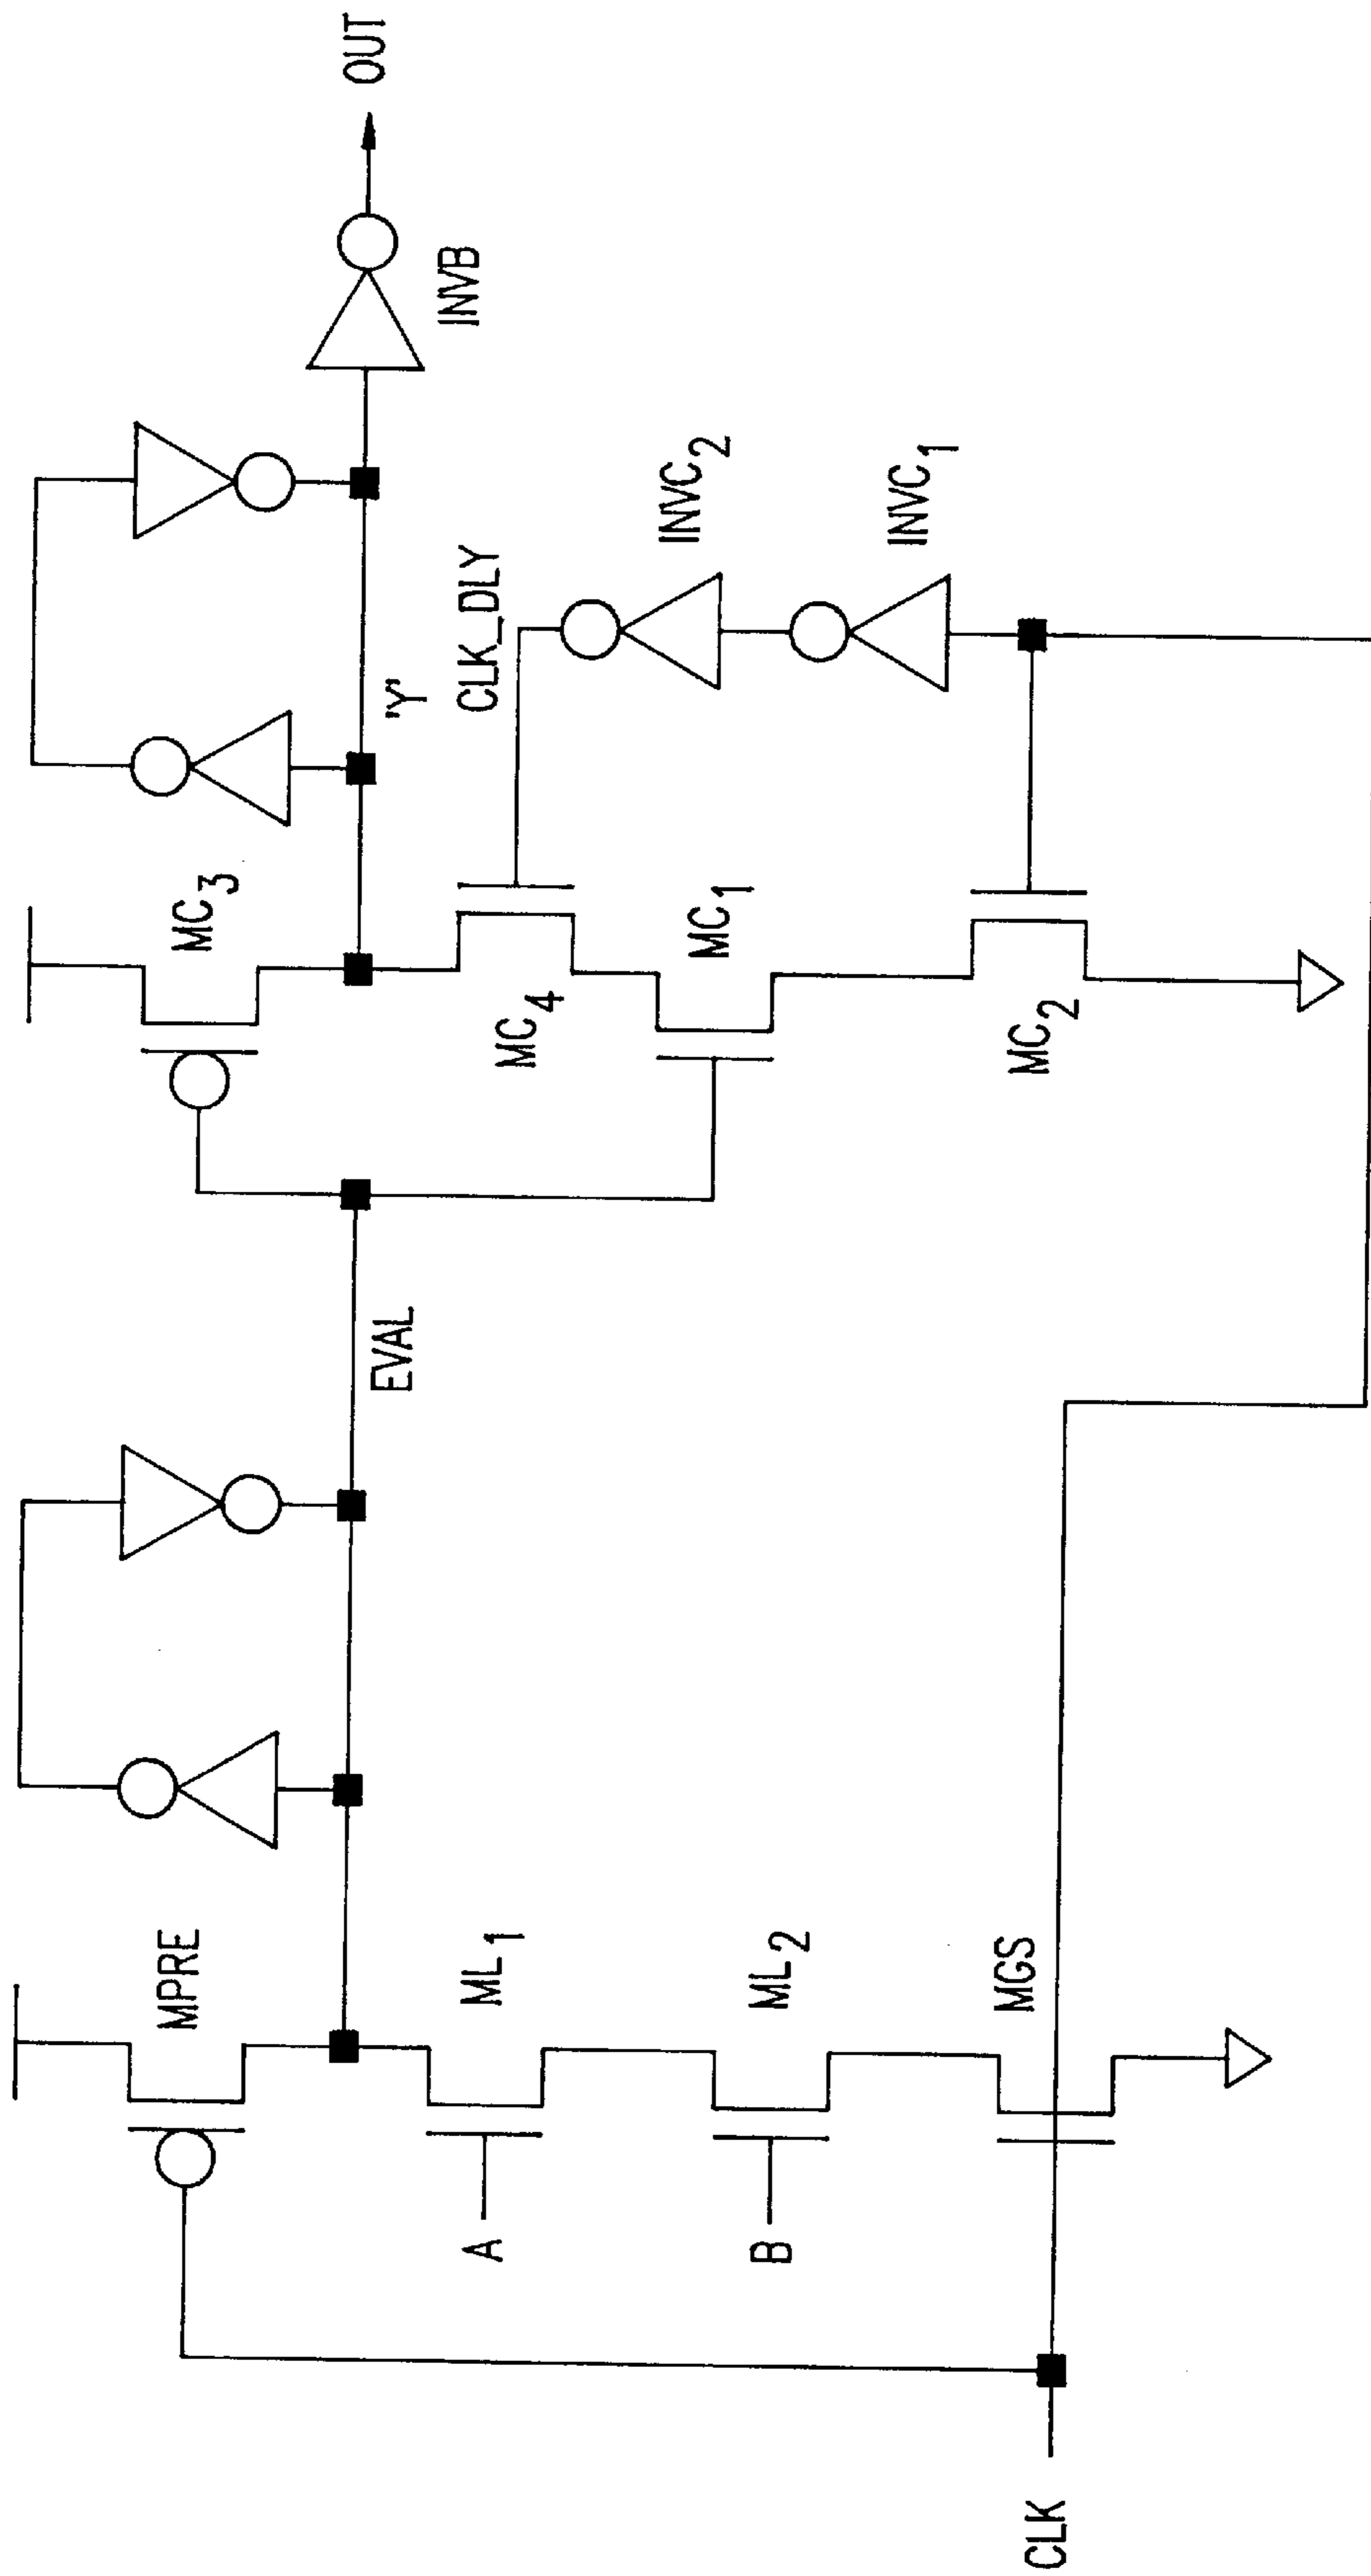 CLK
A
B
MPRE
ML1
ML2
MGS
EVAL
MC3
MC4
MC1
MC2
'Y'
CLK_DLY
INVC2
INVC1
INVB
OUT